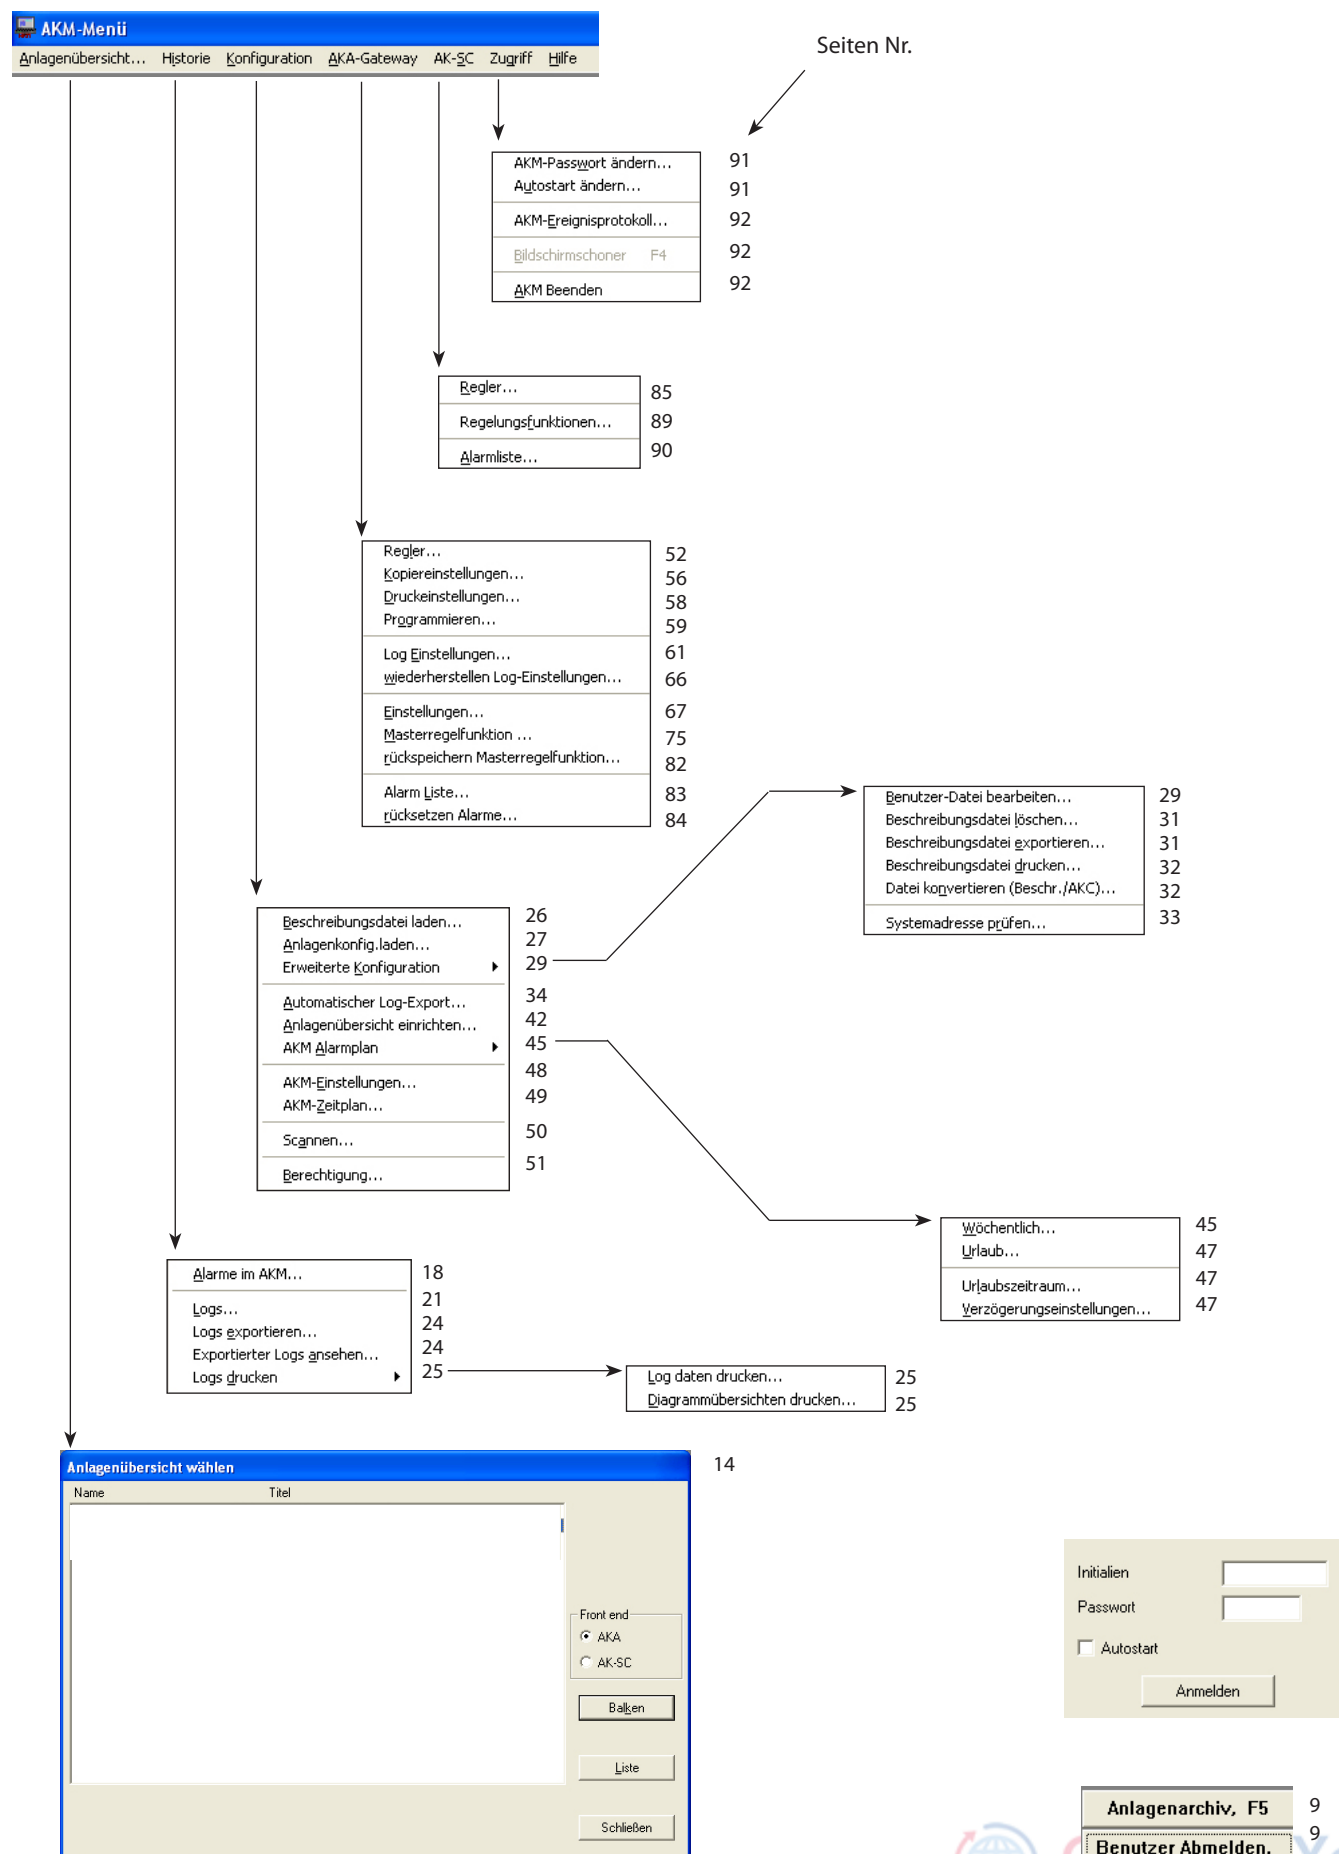 AKM-Menü
Anlagenübersicht... Historie Konfiguration AKA-Gateway AK-SC Zugriff Hilfe
Seiten Nr.
AKM-Passwort ändern... 91
Autostart ändern... 91
AKM-Ereignisprotokoll... 92
Bildschirmschoner F4 92
AKM Beenden 92
Regler... 85
Regelungsfunktionen... 89
Alarmliste... 90
Regler... 52
Kopiereinstellungen... 56
Druckeinstellungen... 58
Programmieren... 59
Log Einstellungen... 61
wiederherstellen Log-Einstellungen... 66
Einstellungen... 67
Masterregelfunktion ... 75
rückspeichern Masterregelfunktion... 82
Alarm Liste... 83
rücksetzen Alarme... 84
Benutzer-Datei bearbeiten... 29
Beschreibungsdatei löschen... 31
Beschreibungsdatei exportieren... 31
Beschreibungsdatei drucken... 32
Datei konvertieren (Beschr./AKC)... 32
Systemadresse prüfen... 33
Beschreibungsdatei laden... 26
Anlagenkonfig.laden... 27
Erweiterte Konfiguration 29
Automatischer Log-Export... 34
Anlagenübersicht einrichten... 42
AKM Alarmplan 45
AKM-Einstellungen... 48
AKM-Zeitplan... 49
Scannen... 50
Berechtigung... 51
Wöchentlich... 45
Urlaub... 47
Urlaubszeitraum... 47
Verzögerungseinstellungen... 47
Alarme im AKM... 18
Logs... 21
Logs exportieren... 24
Exportierter Logs ansehen... 24
Logs drucken 25
Log daten drucken... 25
Diagrammübersichten drucken... 25
Anlagenübersicht wählen 14
Name Titel
Front end
AKA
AK-SC
Balken
Liste
Schließen
Initialien
Passwort
Autostart
Anmelden
Anlagenarchiv, F5 9
Benutzer Abmelden, 9